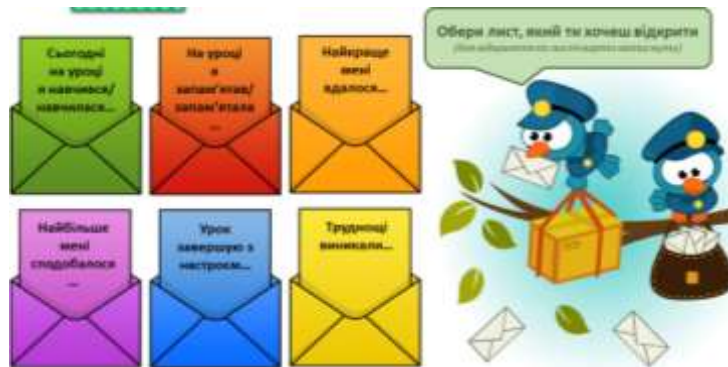 Сьогодні
на уроці
я навчився/
навчилася...
На уроці
я
запам'ятав/
запам'ятала
...
Найкраще
мені
вдалося...
Обери лист, який ти хочеш відкрити
Найбільше
мені
сподобалося
...
Урок
завершую з
настроєм...
Труднощі
виникали...